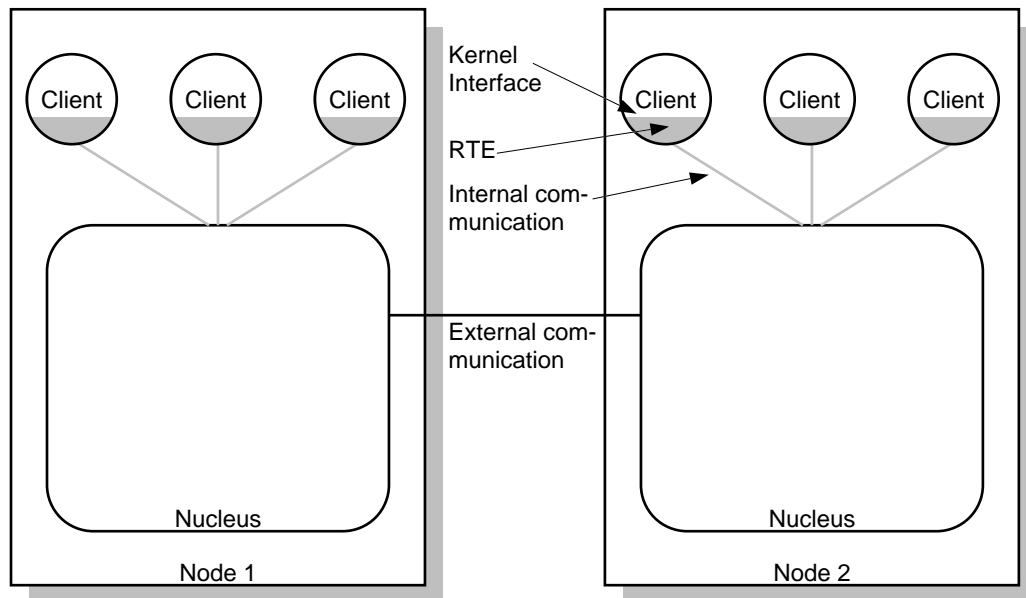 Client
Client
Client
Kernel
Interface
Client
Client
Client
RTE
Internal com-
munication
External com-
munication
Nucleus
Nucleus
Node 1
Node 2